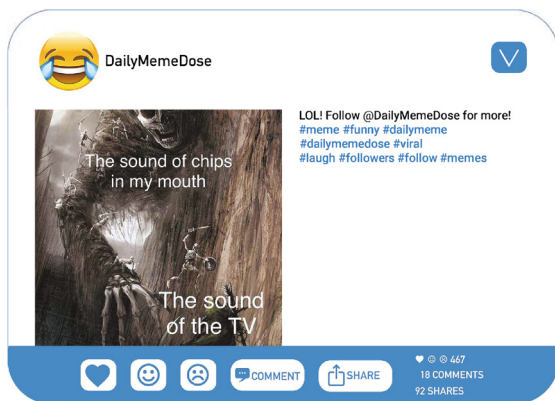 DailyMemeDose
LOL! Follow @DailyMemeDose for more!
#meme #funny #dailymeme
#dailymemedose #viral
#laugh #followers #follow #memes
The sound of chips
in my mouth
The sound
of the TV
COMMENT
SHARE
467
18 COMMENTS
92 SHARES